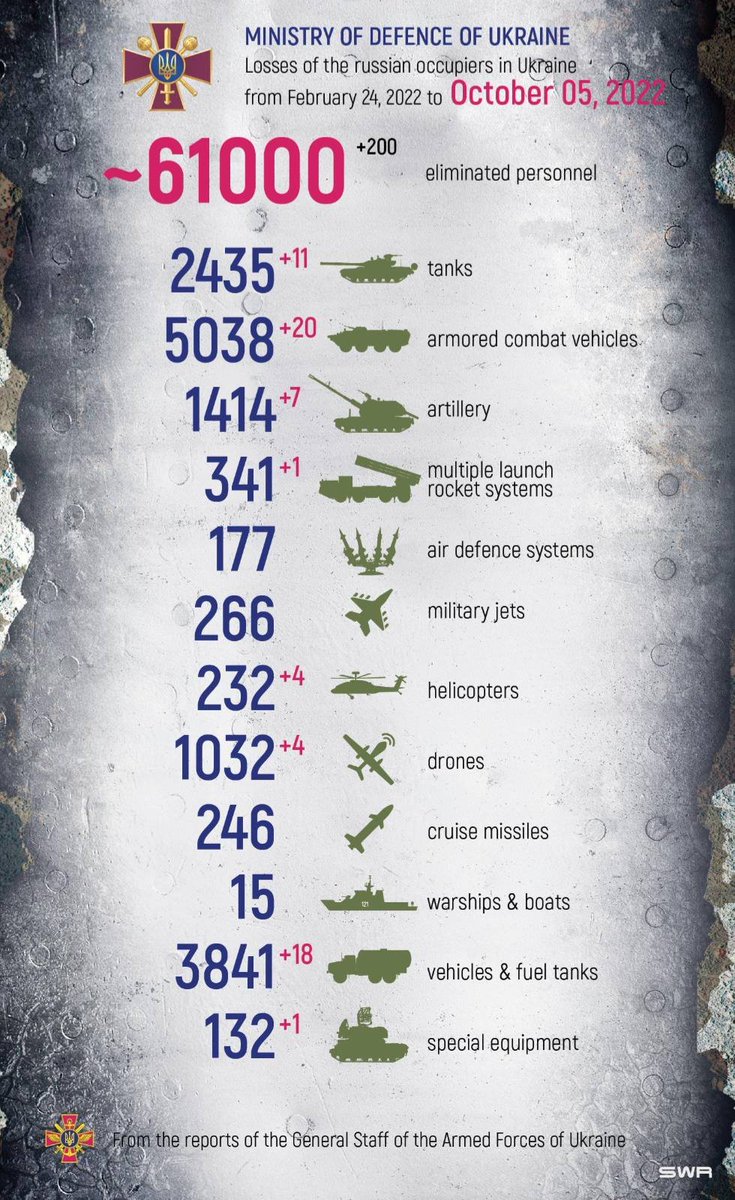 MINISTRY OF DEFENCE OF UKRAINE
Losses of the russian occupiers in Ukraine
from February 24, 2022 to October 05, 2022
~61000 +200 eliminated personnel
2435 +11 tanks
5038 +20 armored combat vehicles
1414 +7 artillery
341 +1 multiple launch
rocket systems
177 air defence systems
266 military jets
232 +4 helicopters
1032 +4 drones
246 cruise missiles
15 121 warships & boats
3841 +18 vehicles & fuel tanks
132 +1 special equipment
From the reports of the General Staff of the Armed Forces of Ukraine
SWR